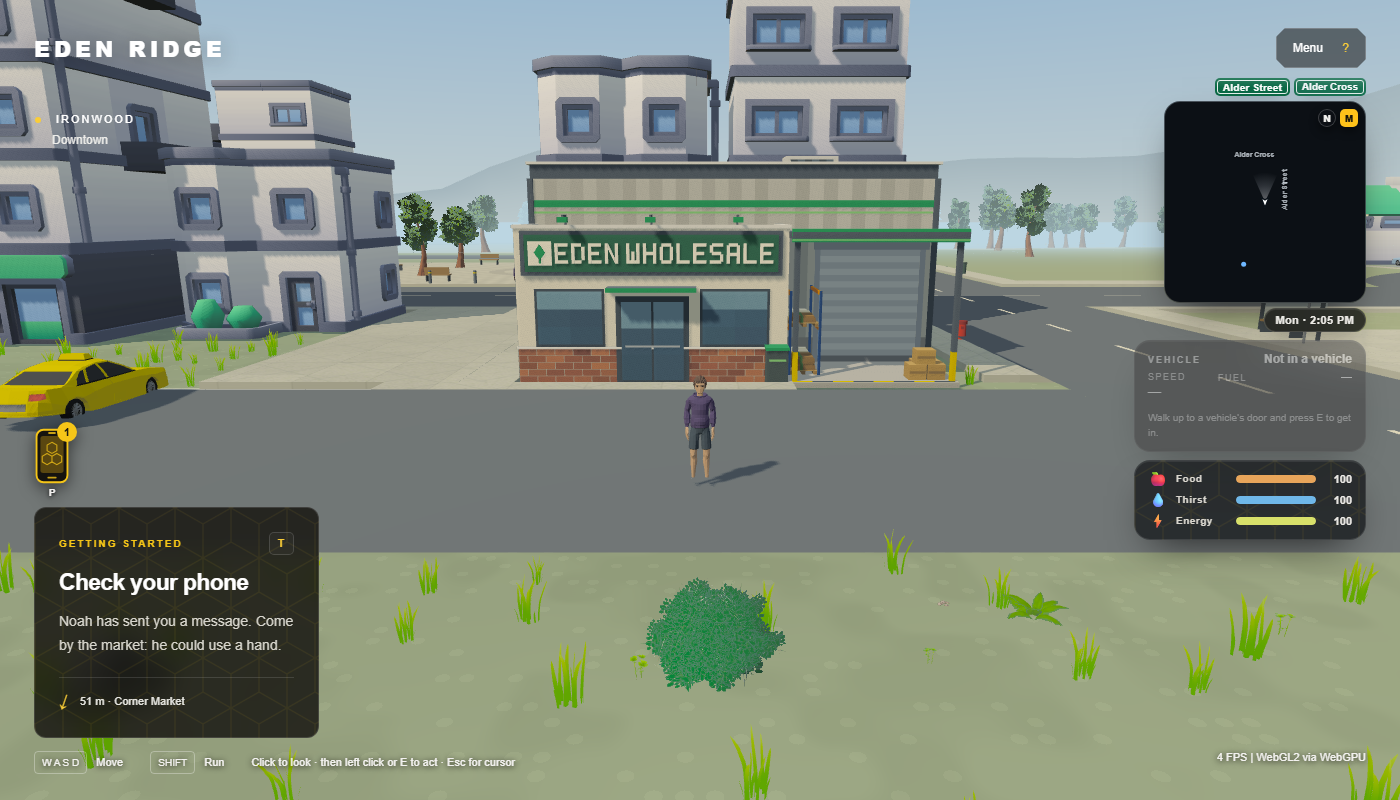 EDEN RIDGE
IRONWOOD
Downtown
Menu ?
Alder Street Alder Cross
N M
Alder Cross
Alder Street
Mon · 2:05 PM
VEHICLE Not in a vehicle
SPEED FUEL —
—
Walk up to a vehicle's door and press E to get
in.
Food 100
Thirst 100
Energy 100
EDEN WHOLESALE
1
P
GETTING STARTED T
Check your phone
Noah has sent you a message. Come
by the market: he could use a hand.
51 m · Corner Market
WASD Move SHIFT Run Click to look · then left click or E to act · Esc for cursor
4 FPS | WebGL2 via WebGPU